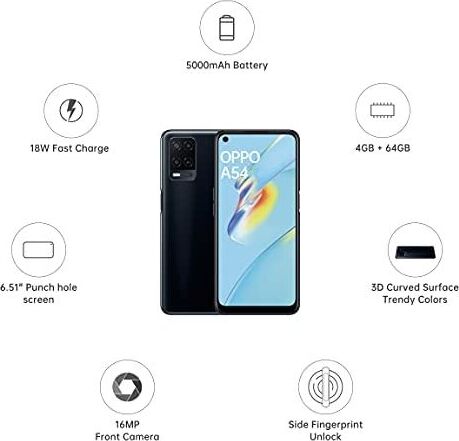 5000mAh Battery
18W Fast Charge
4GB + 64GB
OPPO
A54
6.51" Punch hole
screen
3D Curved Surface
Trendy Colors
16MP
Front Camera
Side Fingerprint
Unlock